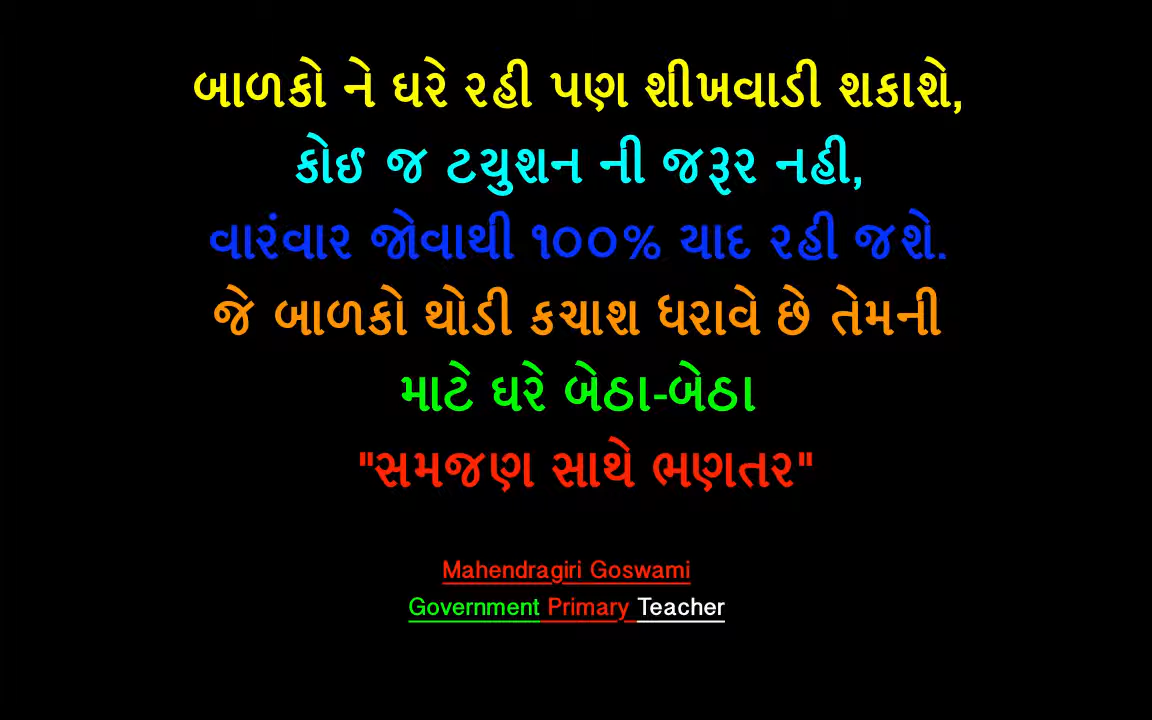 બાળકો ને ઘરે રહી પણ શીખવાડી શકાશે,
કોઈ જ ટયુશન ની જરૂર નહી,
વારંવાર જોવાથી ૧૦૦% યાદ રહી જશે.
જે બાળકો થોડી કચાશ ધરાવે છે તેમની
માટે ઘરે બેઠા-બેઠા
"સમજણ સાથે ભણતર"
Mahendragiri Goswami
Government Primary Teacher